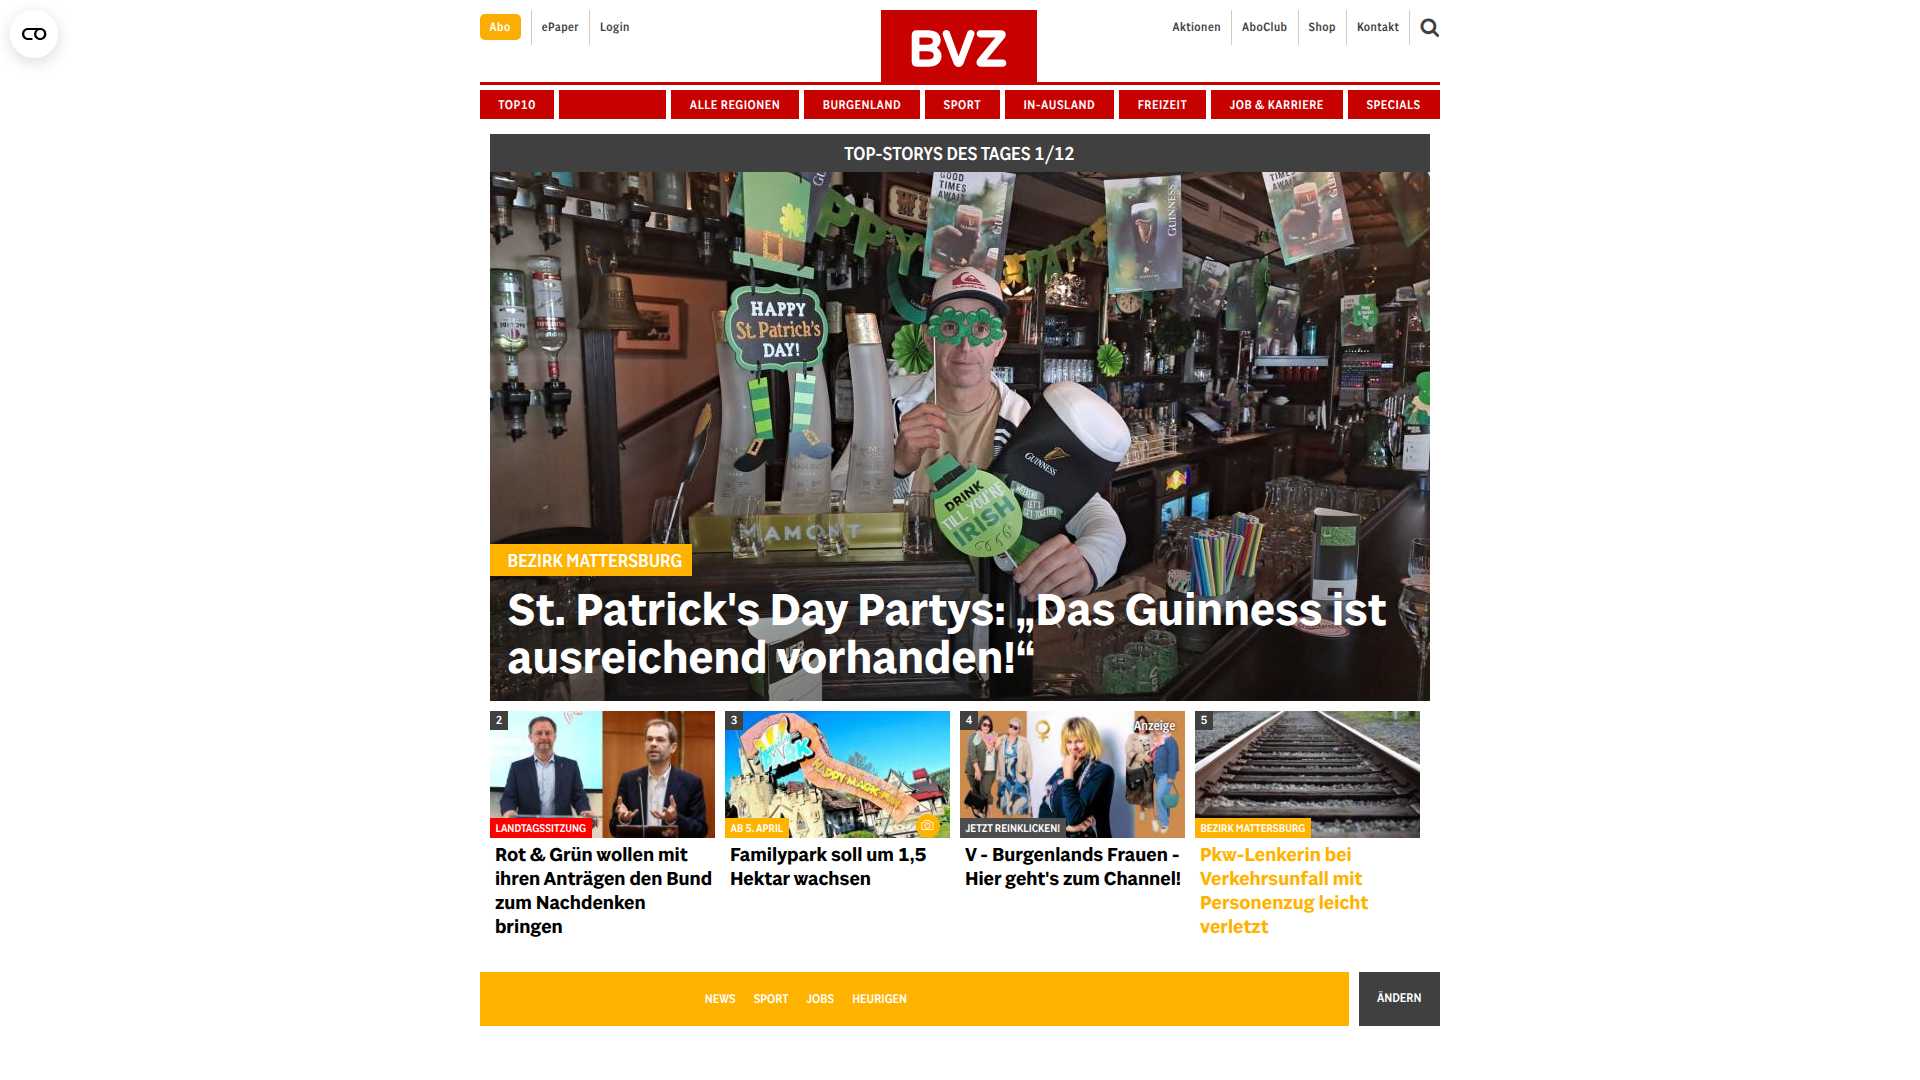 Abo
ePaper
Login
BVZ
Aktionen
AboClub
Shop
Kontakt
TOP10
ALLE REGIONEN
BURGENLAND
SPORT
IN-AUSLAND
FREIZEIT
JOB & KARRIERE
SPECIALS
TOP-STORYS DES TAGES 1/12
GOOD
TIMES
AWAIT
GUINNESS
HAPPY
St. Patrick's
DAY!
GUINNESS
DRINK
TILL YOU'RE
IRISH
MAMONT
BEZIRK MATTERSBURG
St. Patrick's Day Partys: „Das Guinness ist
ausreichend vorhanden!“
2
LANDTAGSSITZUNG
Rot & Grün wollen mit
ihren Anträgen den Bund
zum Nachdenken
bringen
3
AB 5. APRIL
Familypark soll um 1,5
Hektar wachsen
4
Anzeige
JETZT REINKLICKEN!
V - Burgenlands Frauen -
Hier geht's zum Channel!
5
BEZIRK MATTERSBURG
Pkw-Lenkerin bei
Verkehrsunfall mit
Personenzug leicht
verletzt
NEWS
SPORT
JOBS
HEURIGEN
ÄNDERN